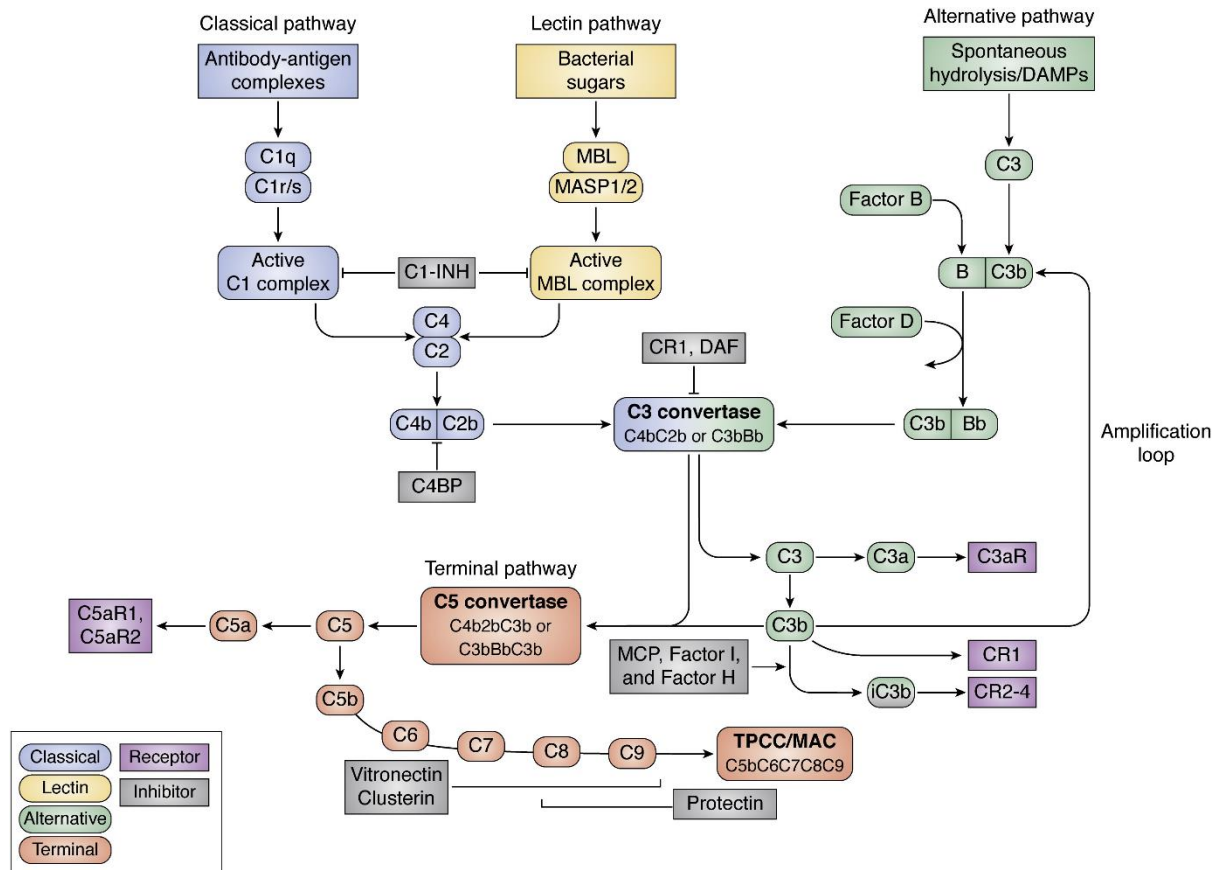 Classical pathway
Lectin pathway
Alternative pathway
Antibody-antigen
complexes
Bacterial
sugars
Spontaneous
hydrolysis/DAMPs
C1q
C1r/s
MBL
MASP1/2
C3
Factor B
Active
C1 complex
C1-INH
Active
MBL complex
B
C3b
C4
C2
Factor D
CR1, DAF
C4b
C2b
C3 convertase
C4bC2b or C3bBb
C3b
Bb
Amplification
loop
C4BP
C3
C3a
C3aR
Terminal pathway
C5aR1,
C5aR2
C5a
C5
C5 convertase
C4b2bC3b or
C3bBbC3b
C3b
MCP, Factor I,
and Factor H
CR1
iC3b
CR2-4
C5b
C6
C7
C8
C9
TPCC/MAC
C5bC6C7C8C9
Vitronectin
Clusterin
Protectin
Classical
Receptor
Lectin
Inhibitor
Alternative
Terminal